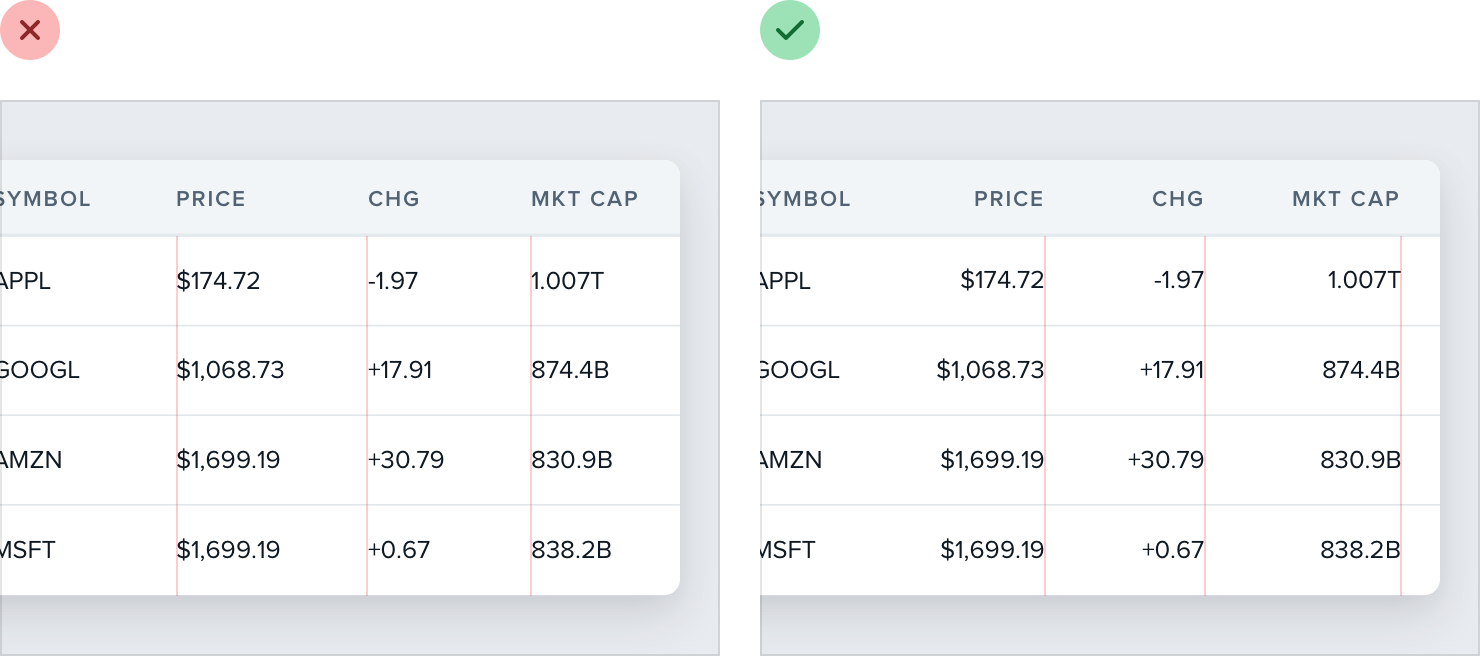 SYMBOL PRICE CHG MKT CAP
APPL $174.72 -1.97 1.007T
GOOGL $1,068.73 +17.91 874.4B
AMZN $1,699.19 +30.79 830.9B
MSFT $1,699.19 +0.67 838.2B
SYMBOL PRICE CHG MKT CAP
APPL $174.72 -1.97 1.007T
GOOGL $1,068.73 +17.91 874.4B
AMZN $1,699.19 +30.79 830.9B
MSFT $1,699.19 +0.67 838.2B